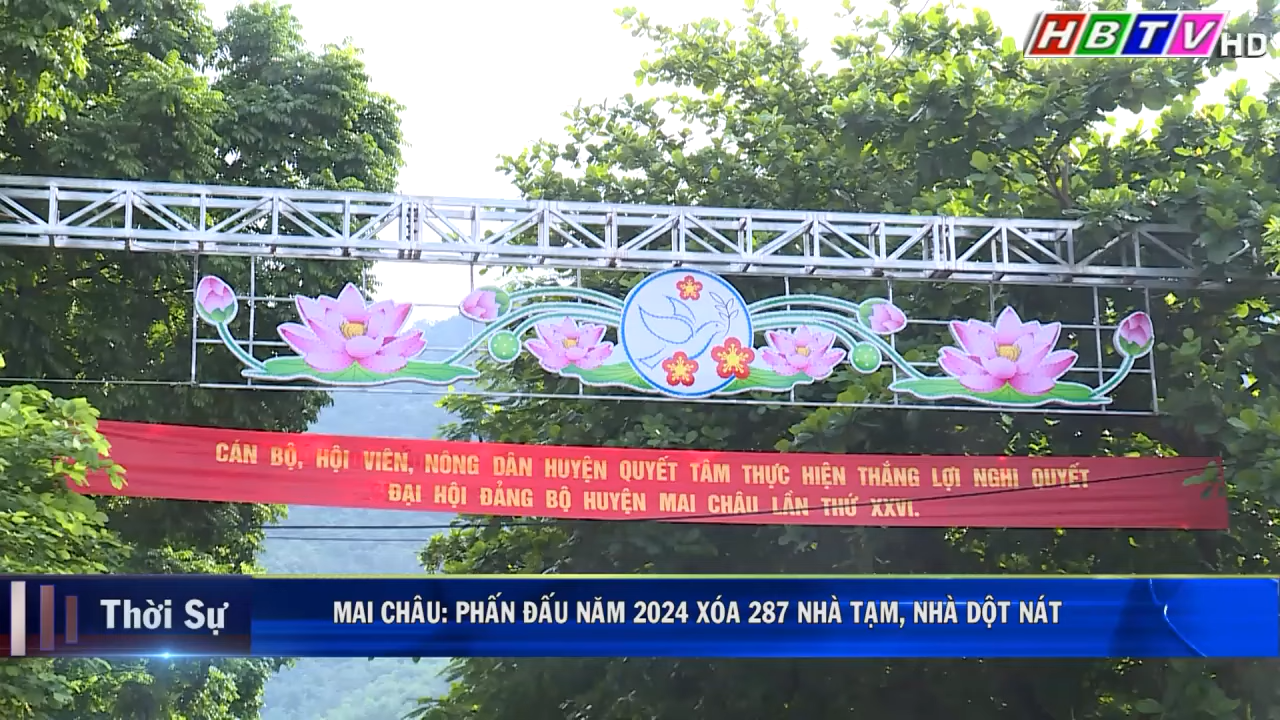 HBTV HD
CÁN BỘ, HỘI VIÊN, NÔNG DÂN HUYỆN QUYẾT TÂM THỰC HIỆN THẮNG LỢI NGHỊ QUYẾT
ĐẠI HỘI ĐẢNG BỘ HUYỆN MAI CHÂU LẦN THỨ XXVI.
Thời Sự
MAI CHÂU: PHẤN ĐẤU NĂM 2024 XÓA 287 NHÀ TẠM, NHÀ DỘT NÁT